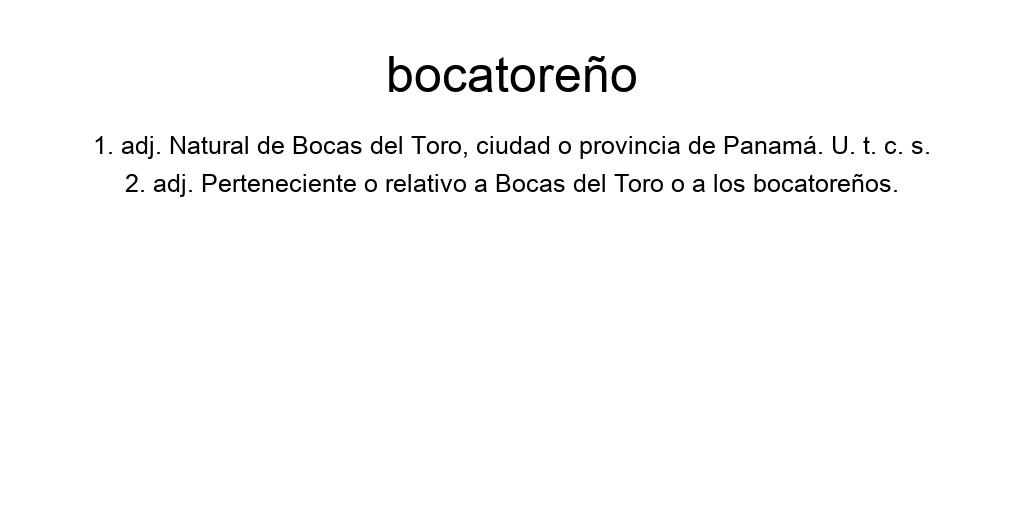 bocatoreño
1. adj. Natural de Bocas del Toro, ciudad o provincia de Panamá. U. t. c. s.
2. adj. Perteneciente o relativo a Bocas del Toro o a los bocatoreños.